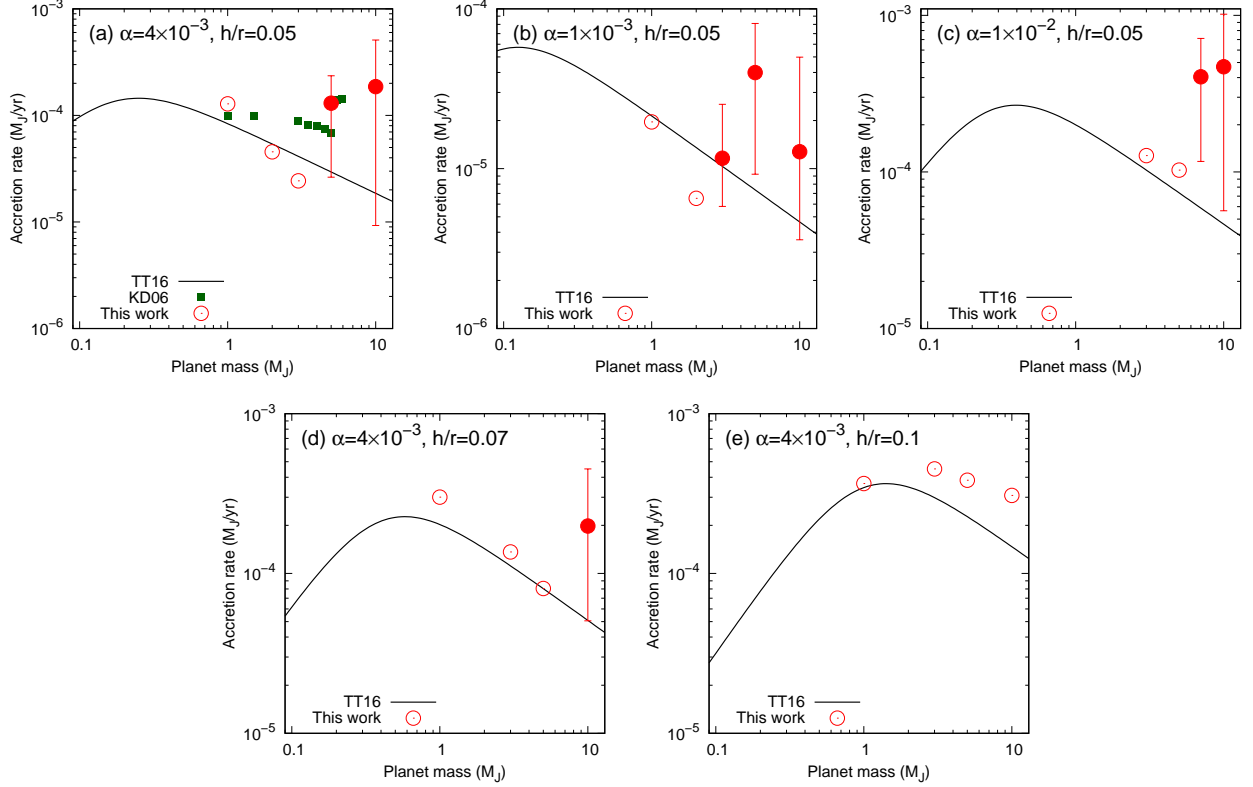 (a) α=4×10⁻³, h/r=0.05
Accretion rate (M_J/yr)
10⁻³
10⁻⁴
10⁻⁵
10⁻⁶
TT16
KD06
This work
0.1 1 10
Planet mass (M_J)
(b) α=1×10⁻³, h/r=0.05
Accretion rate (M_J/yr)
10⁻⁴
10⁻⁵
10⁻⁶
TT16
This work
0.1 1 10
Planet mass (M_J)
(c) α=1×10⁻², h/r=0.05
Accretion rate (M_J/yr)
10⁻³
10⁻⁴
10⁻⁵
TT16
This work
0.1 1 10
Planet mass (M_J)
(d) α=4×10⁻³, h/r=0.07
Accretion rate (M_J/yr)
10⁻³
10⁻⁴
10⁻⁵
TT16
This work
0.1 1 10
Planet mass (M_J)
(e) α=4×10⁻³, h/r=0.1
Accretion rate (M_J/yr)
10⁻³
10⁻⁴
10⁻⁵
TT16
This work
0.1 1 10
Planet mass (M_J)